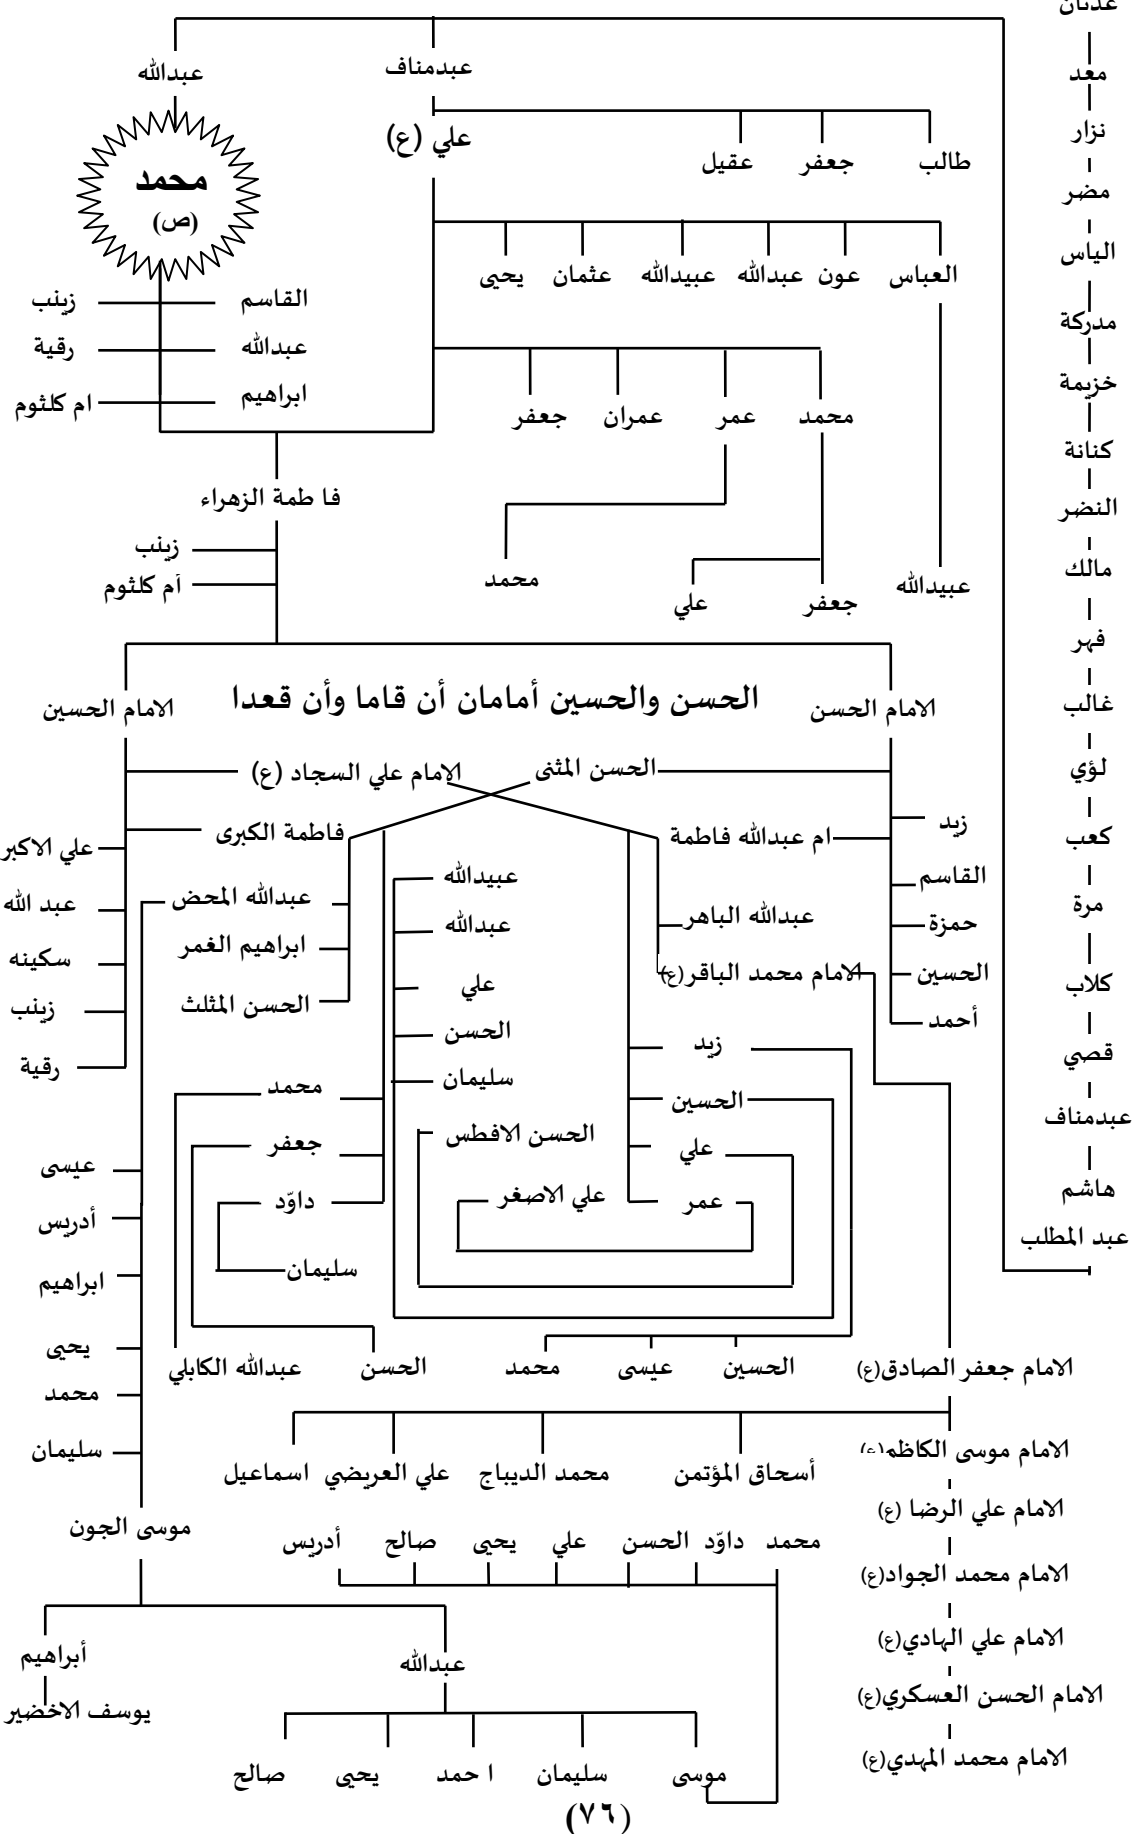 عدنان
معد
نزار
مضر
الياس
مدركة
خزيمة
كنانة
النضر
مالك
فهر
غالب
لؤي
كعب
مرة
كلاب
قصي
عبدمناف
هاشم
عبد المطلب
عبدمناف
عبدالله
علي (ع)
طالب
جعفر
عقيل
محمد
(ص)
العباس
عون
عبدالله
عبيدالله
عثمان
يحيى
القاسم
زينب
عبدالله
رقية
ابراهيم
ام كلثوم
محمد
عمر
عمران
جعفر
فا طمة الزهراء
زينب
أم كلثوم
عبيدالله
جعفر
علي
محمد
الامام الحسن
الحسن والحسين أمامان أن قاما وأن قعدا
الامام الحسين
الحسن المثنى
الامام علي السجاد (ع)
زيد
ام عبدالله فاطمة
فاطمة الكبرى
علي الاكبر
القاسم
عبيدالله
عبدالله المحض
عبد الله
حمزة
عبدالله الباهر
عبدالله
ابراهيم الغمر
سكينه
الحسين
الامام محمد الباقر(ع)
علي
الحسن المثلث
زينب
أحمد
زيد
الحسن
رقية
الحسين
سليمان
محمد
علي
الحسن الافطس
جعفر
عيسى
عمر
علي الاصغر
داوّد
أدريس
سليمان
ابراهيم
يحيى
محمد
سليمان
الامام جعفر الصادق(ع)
الحسين
عيسى
محمد
الحسن
عبدالله الكابلي
الامام موسى الكاظم(ع)
أسحاق المؤتمن
محمد الديباج
علي العريضي
اسماعيل
الامام علي الرضا (ع)
موسى الجون
محمد
داوّد
الحسن
علي
يحيى
صالح
أدريس
الامام محمد الجواد(ع)
الامام علي الهادي(ع)
الامام الحسن العسكري(ع)
الامام محمد المهدي(ع)
عبدالله
أبراهيم
يوسف الاخضير
موسى
سليمان
ا حمد
يحيى
صالح
(٧٦)